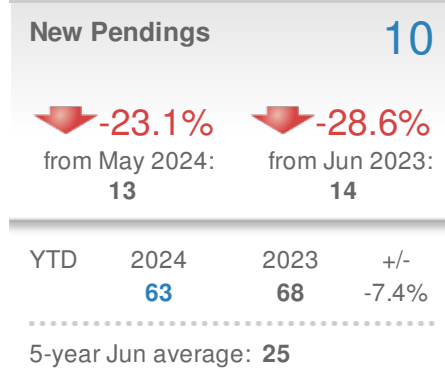 New Pendings 10
-23.1% -28.6%
from May 2024: from Jun 2023:
13 14
YTD 2024 2023 +/-
63 68 -7.4%
5-year Jun average: 25